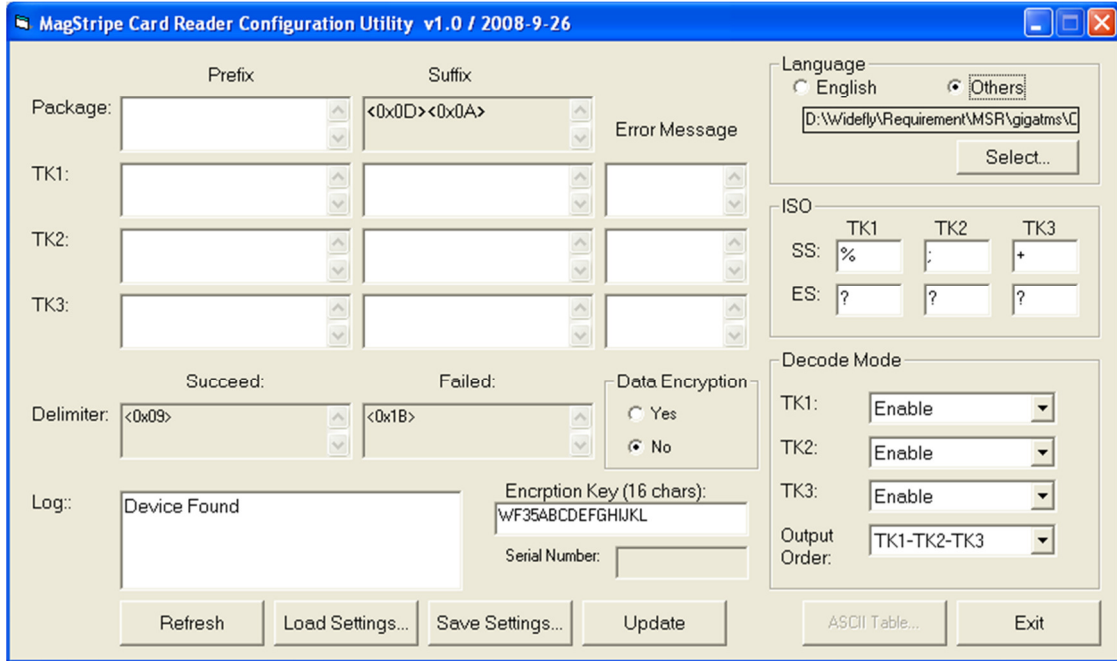 MagStripe Card Reader Configuration Utility v1.0 / 2008-9-26
Prefix Suffix
Package: <0x0D><0x0A>
Error Message
TK1:
TK2:
TK3:
Succeed: Failed:
Delimiter: <0x09> <0x1B>
Data Encryption
Yes
No
Log:: Device Found
Encrption Key (16 chars):
WF35ABCDEFGHIJKL
Serial Number:
Refresh Load Settings... Save Settings... Update
Language
English Others
D:\Widefly\Requirement\MSR\gigatms\
Select...
ISO
TK1 TK2 TK3
SS: % ; +
ES: ? ? ?
Decode Mode
TK1: Enable
TK2: Enable
TK3: Enable
Output
Order: TK1-TK2-TK3
ASCII Table... Exit